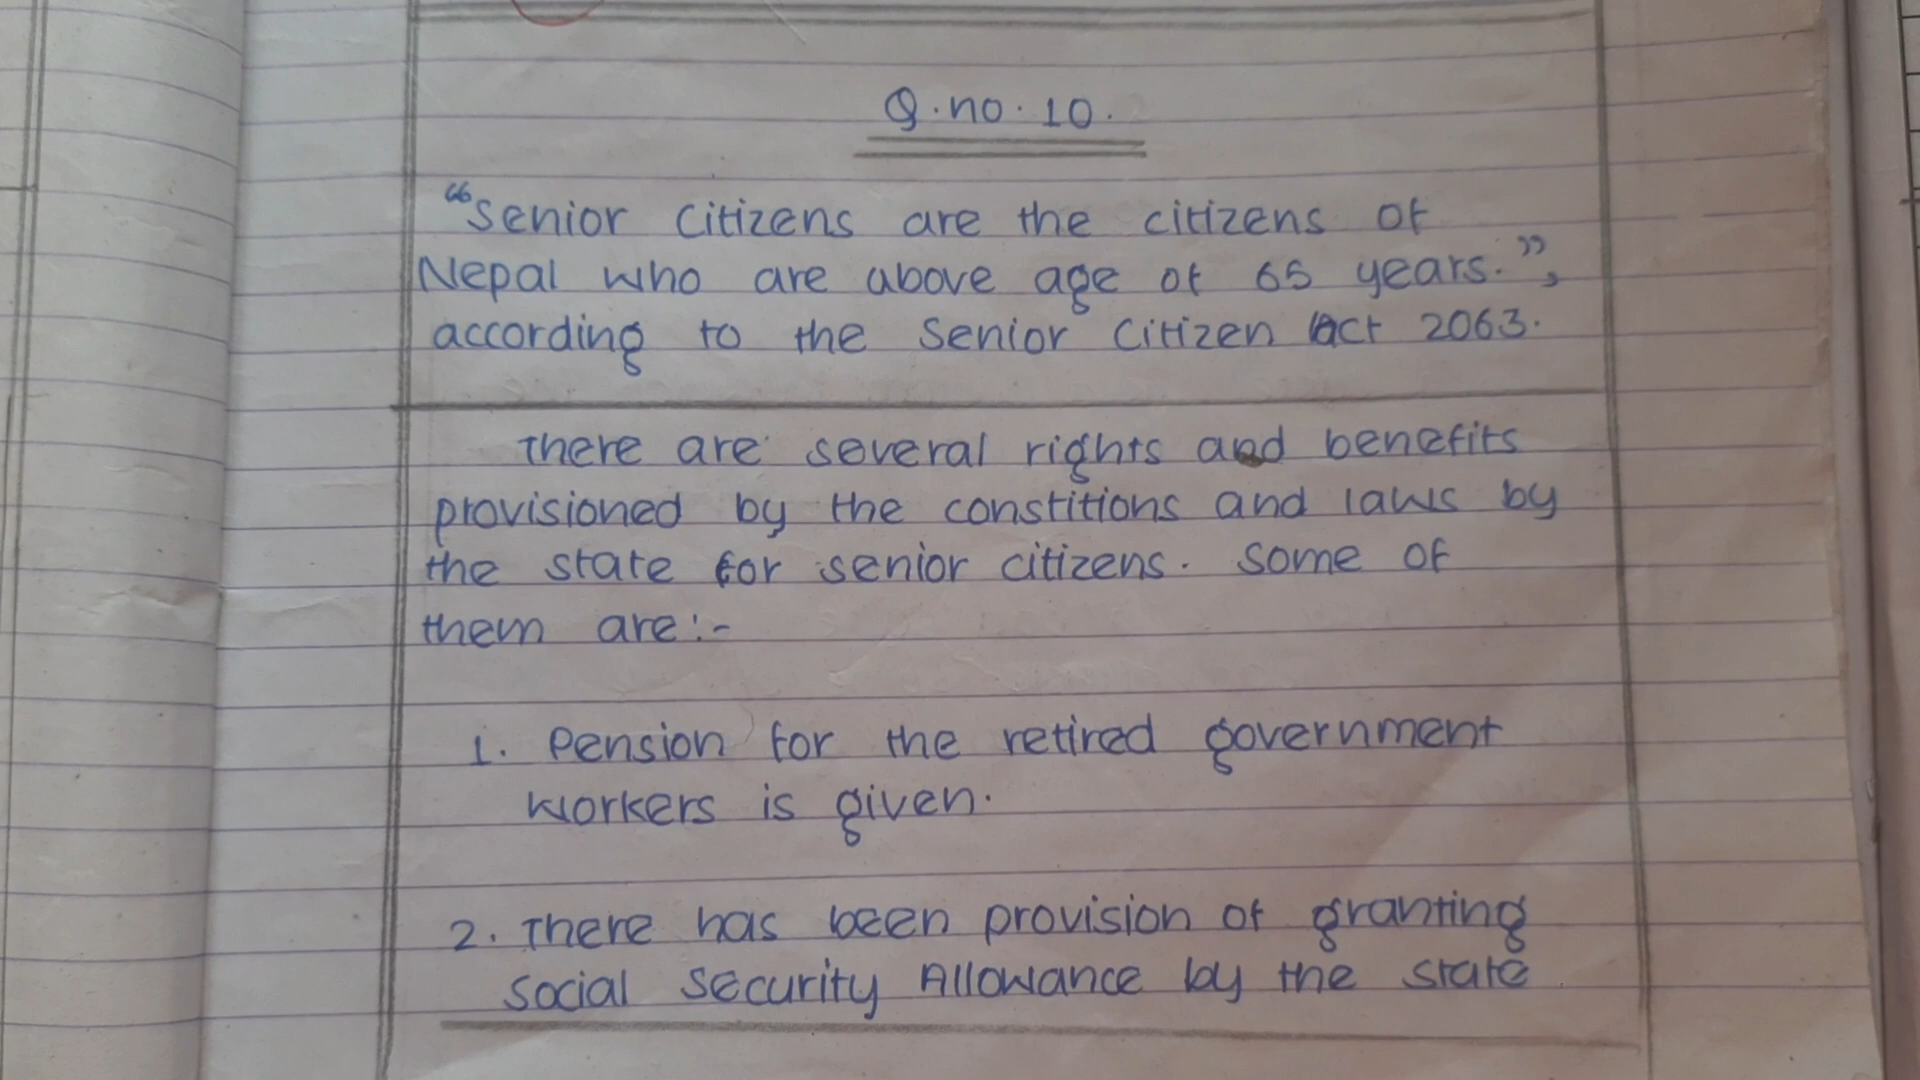 Q.no.10.
"Senior Citizens are the citizens of
Nepal who are above age of 65 years.",
according to the Senior Citizen Act 2063.
There are several rights and benefits
provisioned by the constitions and laws by
the state for senior citizens. Some of
them are:-
1. Pension for the retired government
workers is given.
2. There has been provision of granting
Social Security Allowance by the state